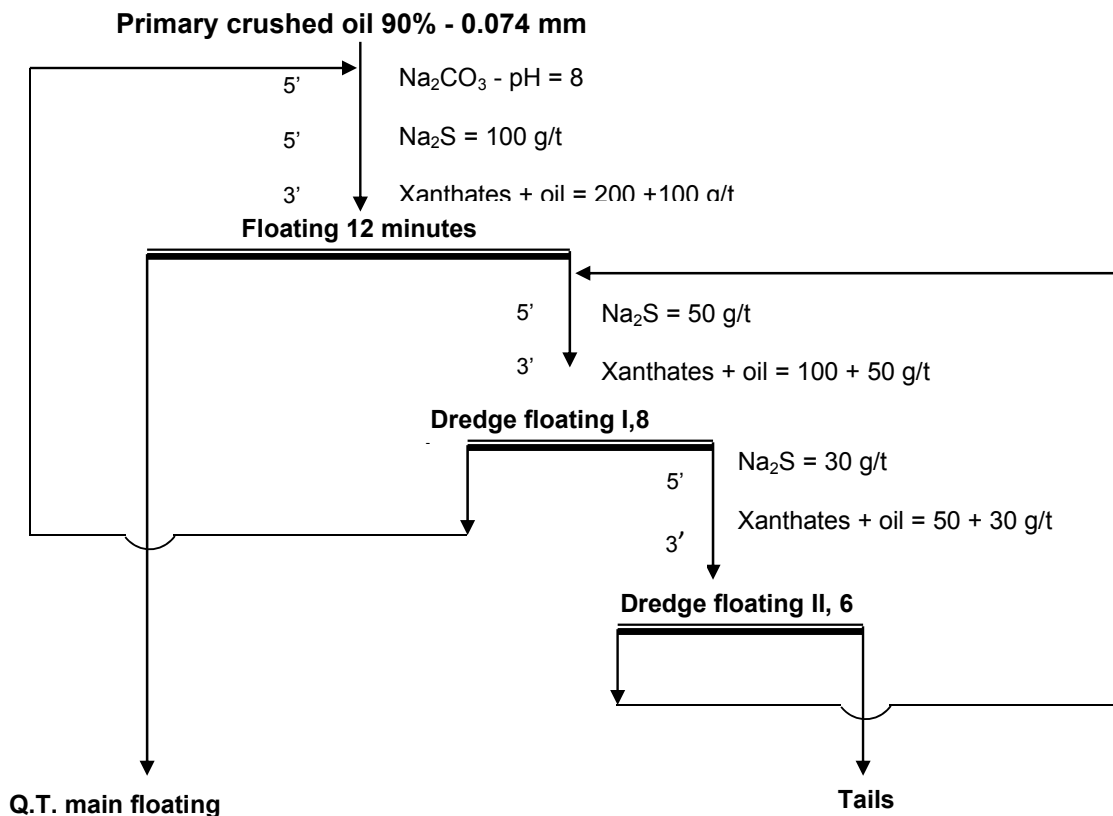 Primary crushed oil 90% - 0.074 mm
5’ Na₂CO₃ - pH = 8
5’ Na₂S = 100 g/t
3’ Xanthates + oil = 200 +100 g/t
Floating 12 minutes
5’ Na₂S = 50 g/t
3’ Xanthates + oil = 100 + 50 g/t
Dredge floating I,8
Na₂S = 30 g/t
5’
Xanthates + oil = 50 + 30 g/t
3’
Dredge floating II, 6
Q.T. main floating
Tails